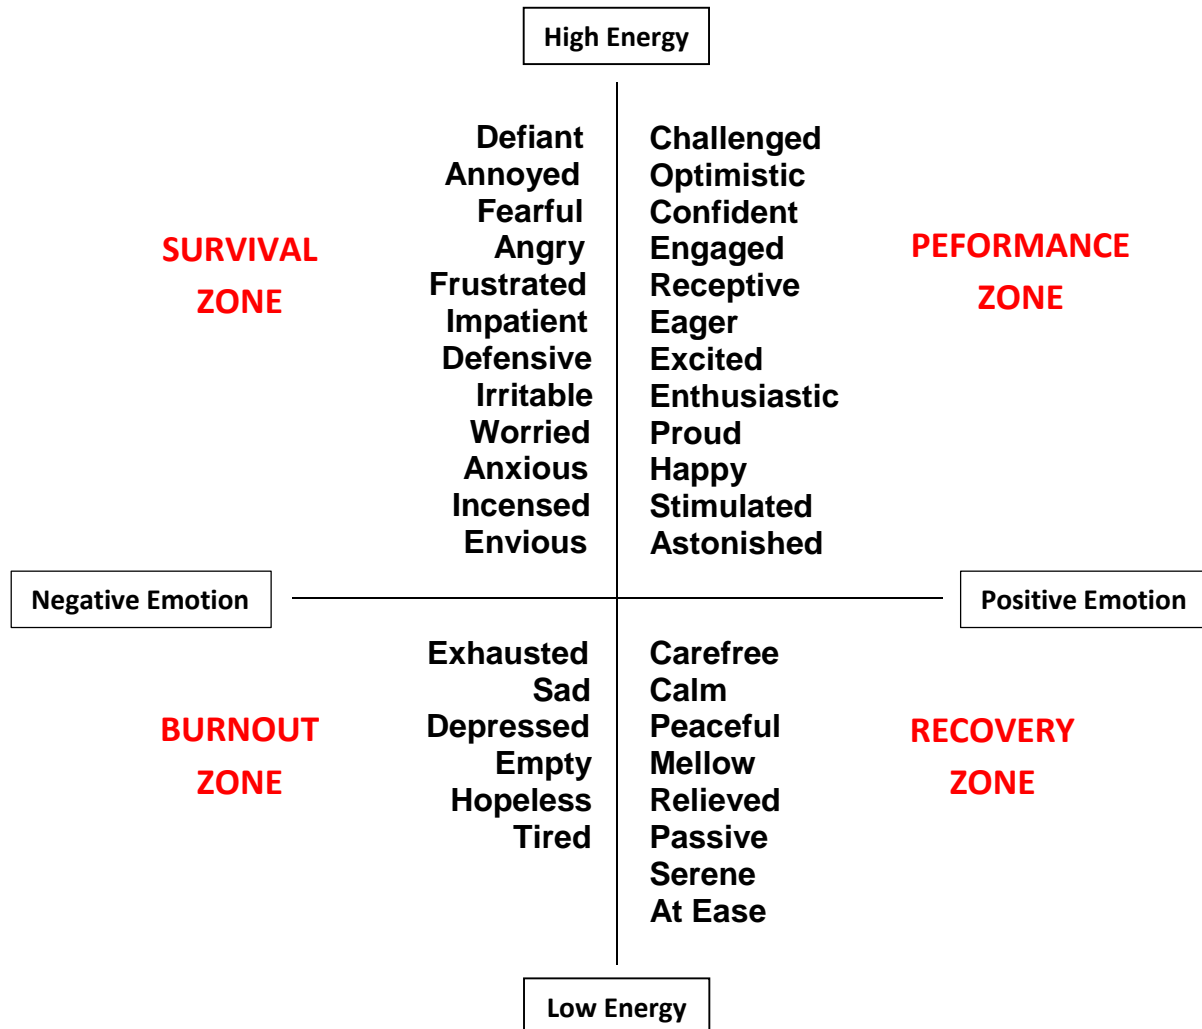 High Energy
Defiant
Annoyed
Fearful
Angry
Frustrated
Impatient
Defensive
Irritable
Worried
Anxious
Incensed
Envious
Challenged
Optimistic
Confident
Engaged
Receptive
Eager
Excited
Enthusiastic
Proud
Happy
Stimulated
Astonished
SURVIVAL
ZONE
PEFORMANCE
ZONE
Negative Emotion
Positive Emotion
Exhausted
Sad
Depressed
Empty
Hopeless
Tired
Carefree
Calm
Peaceful
Mellow
Relieved
Passive
Serene
At Ease
BURNOUT
ZONE
RECOVERY
ZONE
Low Energy